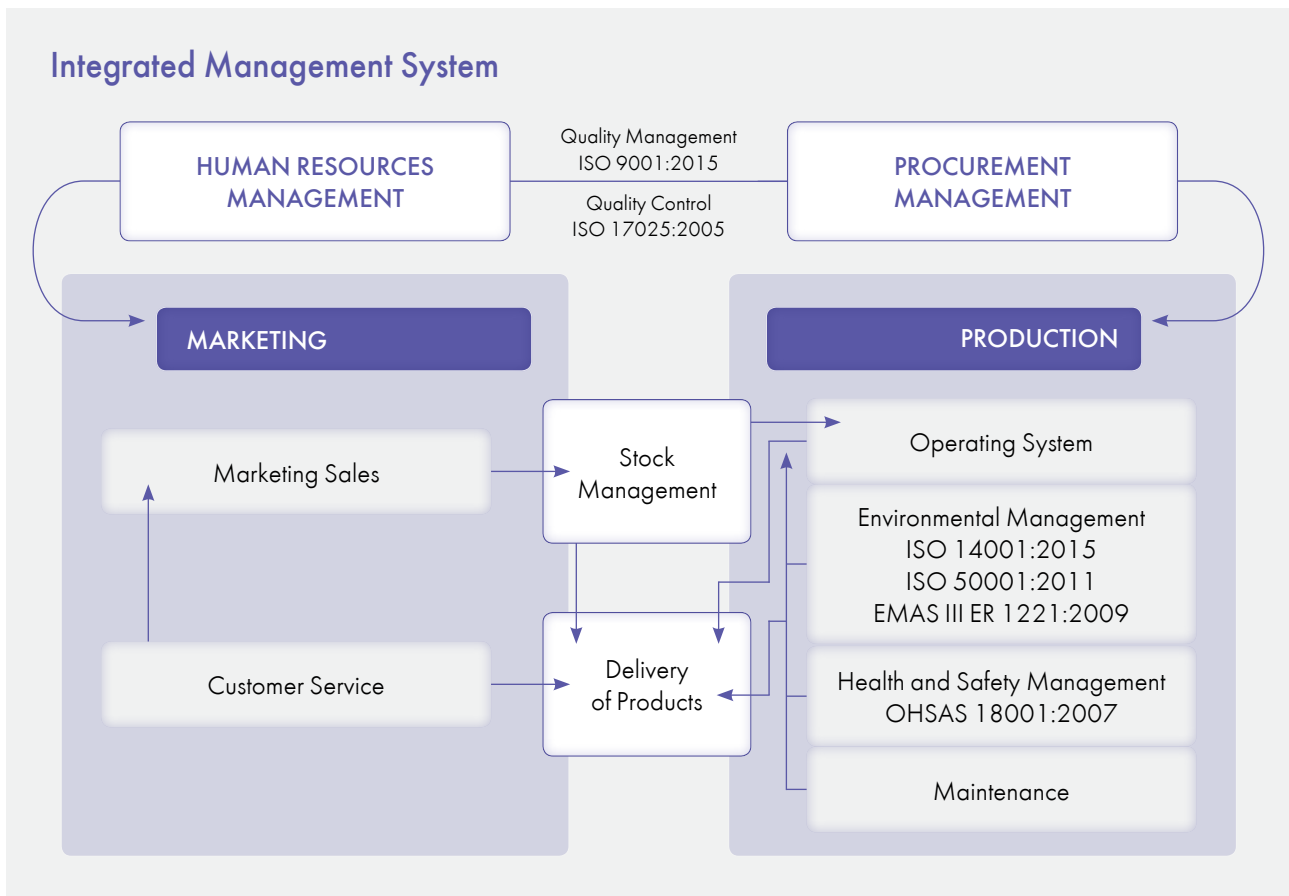 Integrated Management System
HUMAN RESOURCES
MANAGEMENT
Quality Management
ISO 9001:2015
Quality Control
ISO 17025:2005
PROCUREMENT
MANAGEMENT
MARKETING
PRODUCTION
Marketing Sales
Customer Service
Stock
Management
Delivery
of Products
Operating System
Environmental Management
ISO 14001:2015
ISO 50001:2011
EMAS III ER 1221:2009
Health and Safety Management
OHSAS 18001:2007
Maintenance